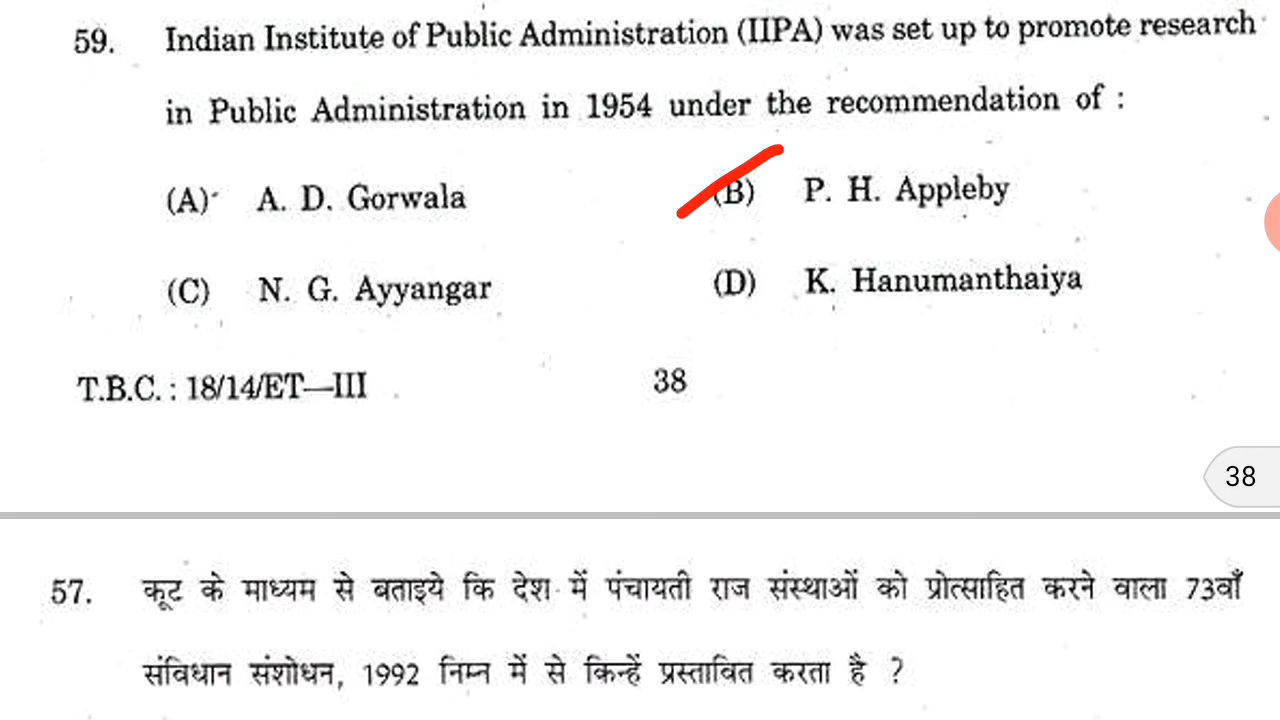 59. Indian Institute of Public Administration (IIPA) was set up to promote research
in Public Administration in 1954 under the recommendation of :
(A) A. D. Gorwala (B) P. H. Appleby
(C) N. G. Ayyangar (D) K. Hanumanthaiya
T.B.C. : 18/14/ET—III 38
38
57. कूट के माध्यम से बताइये कि देश में पंचायती राज संस्थाओं को प्रोत्साहित करने वाला 73वाँ
संविधान संशोधन, 1992 निम्न में से किन्हें प्रस्तावित करता है ?